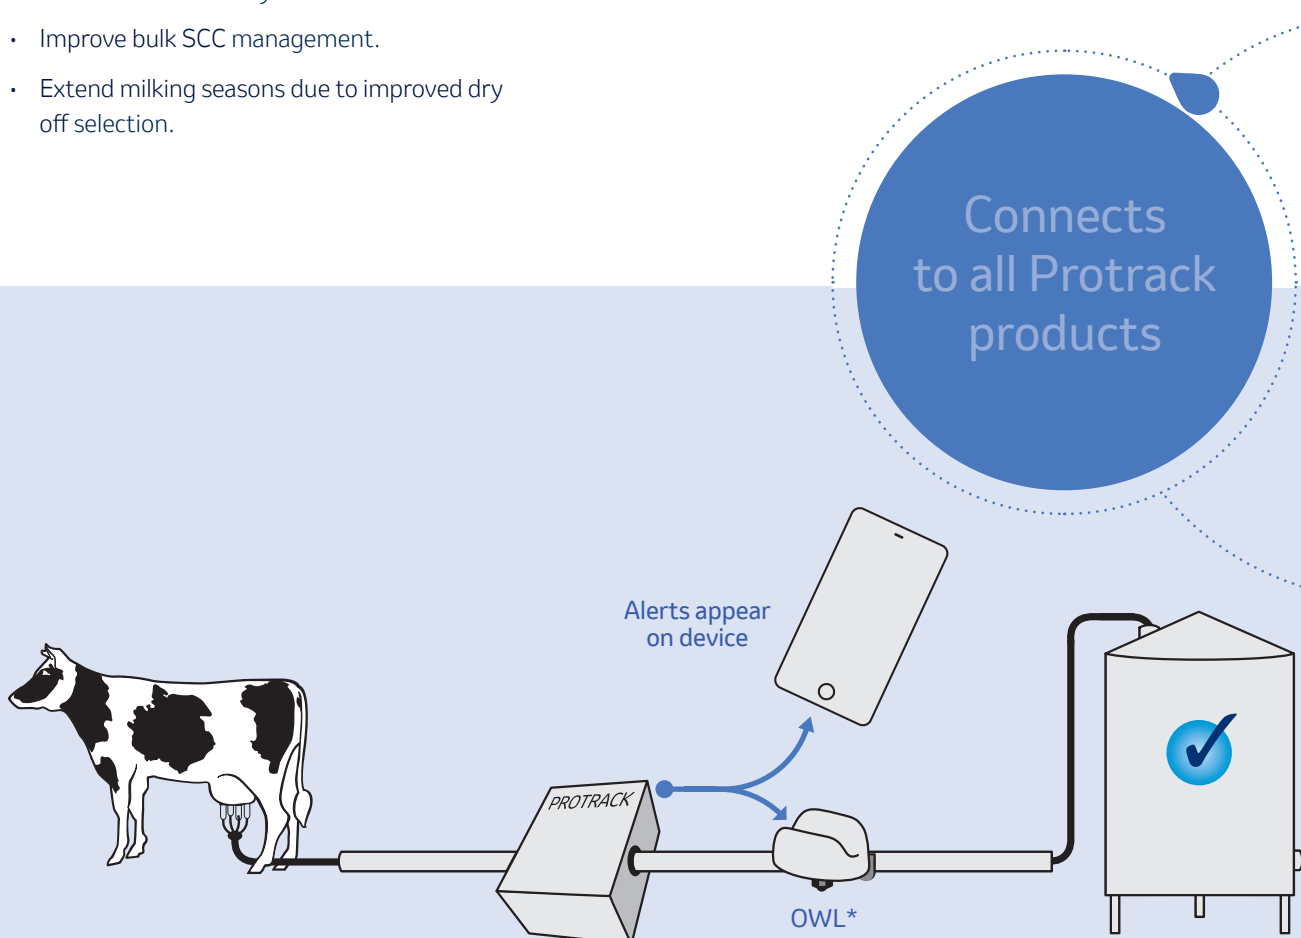 • Improve bulk SCC management.
• Extend milking seasons due to improved dry
off selection.
Connects
to all Protrack
products
Alerts appear
on device
PROTRACK
OWL*